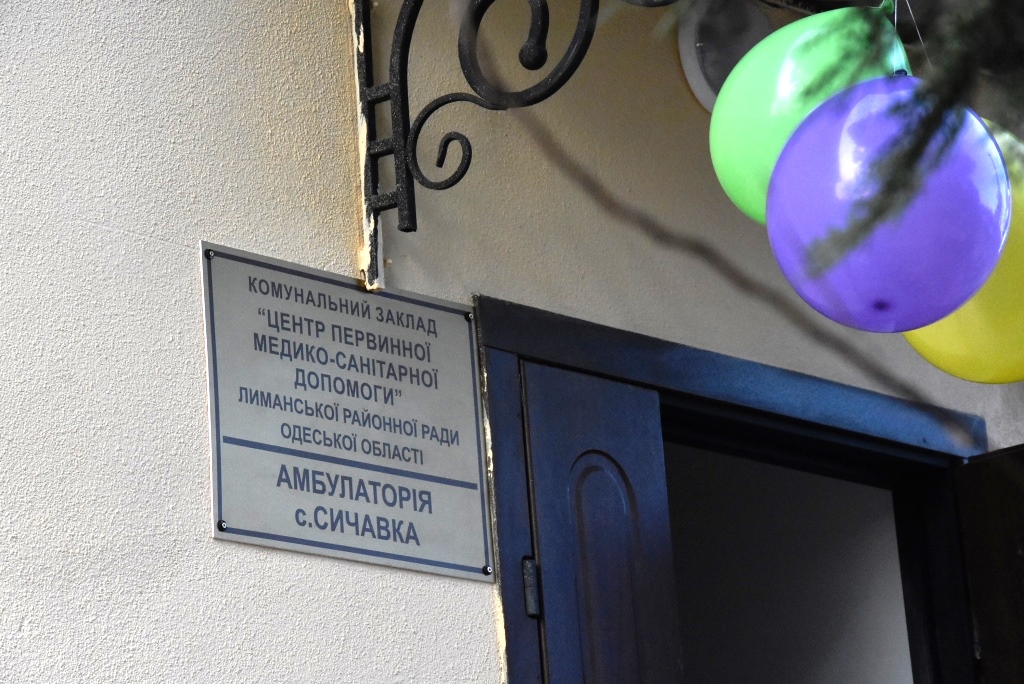 КОМУНАЛЬНИЙ ЗАКЛАД
“ЦЕНТР ПЕРВИННОЇ
МЕДИКО-САНІТАРНОЇ
ДОПОМОГИ”
ЛИМАНСЬКОЇ РАЙОННОЇ РАДИ
ОДЕСЬКОЇ ОБЛАСТІ
АМБУЛАТОРІЯ
с.СИЧАВКА